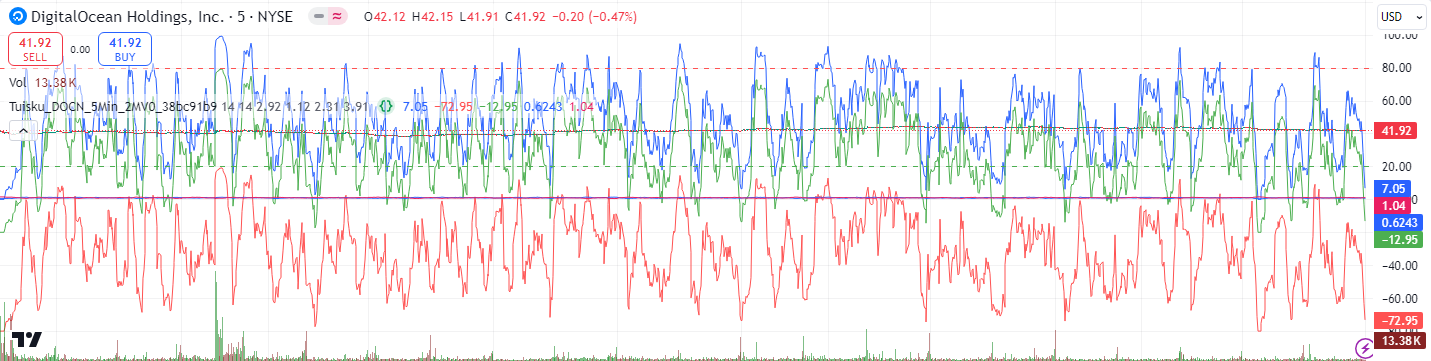 DigitalOcean Holdings, Inc. · 5 · NYSE O42.12 H42.15 L41.91 C41.92 −0.20 (−0.47%)
USD
41.92
SELL
0.00
41.92
BUY
Vol 13.38K
Tuisku_DOCN_5Min_2MV0_38bc91b9 14 14 2.92 1.12 2.31 3.91 {} 7.05 −72.95 −12.95 0.6243 1.04
100.00
80.00
60.00
41.92
20.00
7.05
1.04
0.6243
−12.95
−40.00
−60.00
−72.95
13.38K